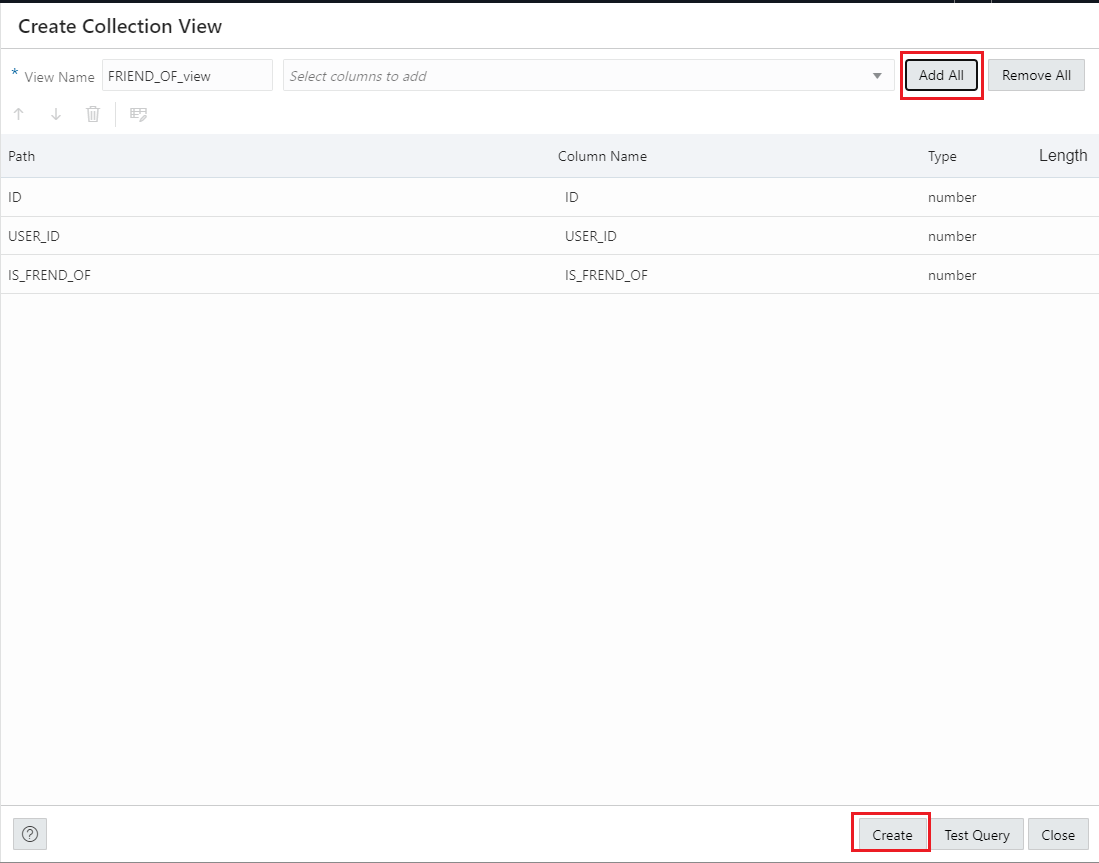 Create Collection View
* View Name FRIEND_OF_view Select columns to add Add All Remove All
Path Column Name Type Length
ID ID number
USER_ID USER_ID number
IS_FREND_OF IS_FREND_OF number
? Create Test Query Close